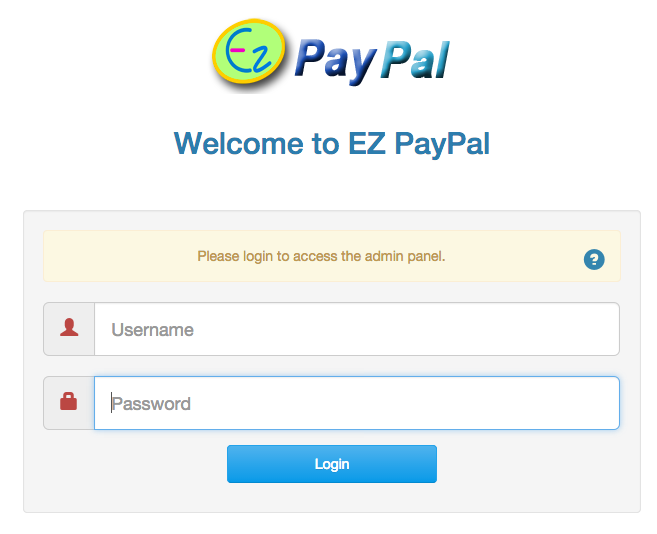 Ez PayPal
Welcome to EZ PayPal
Please login to access the admin panel.
?
Username
Password
Login